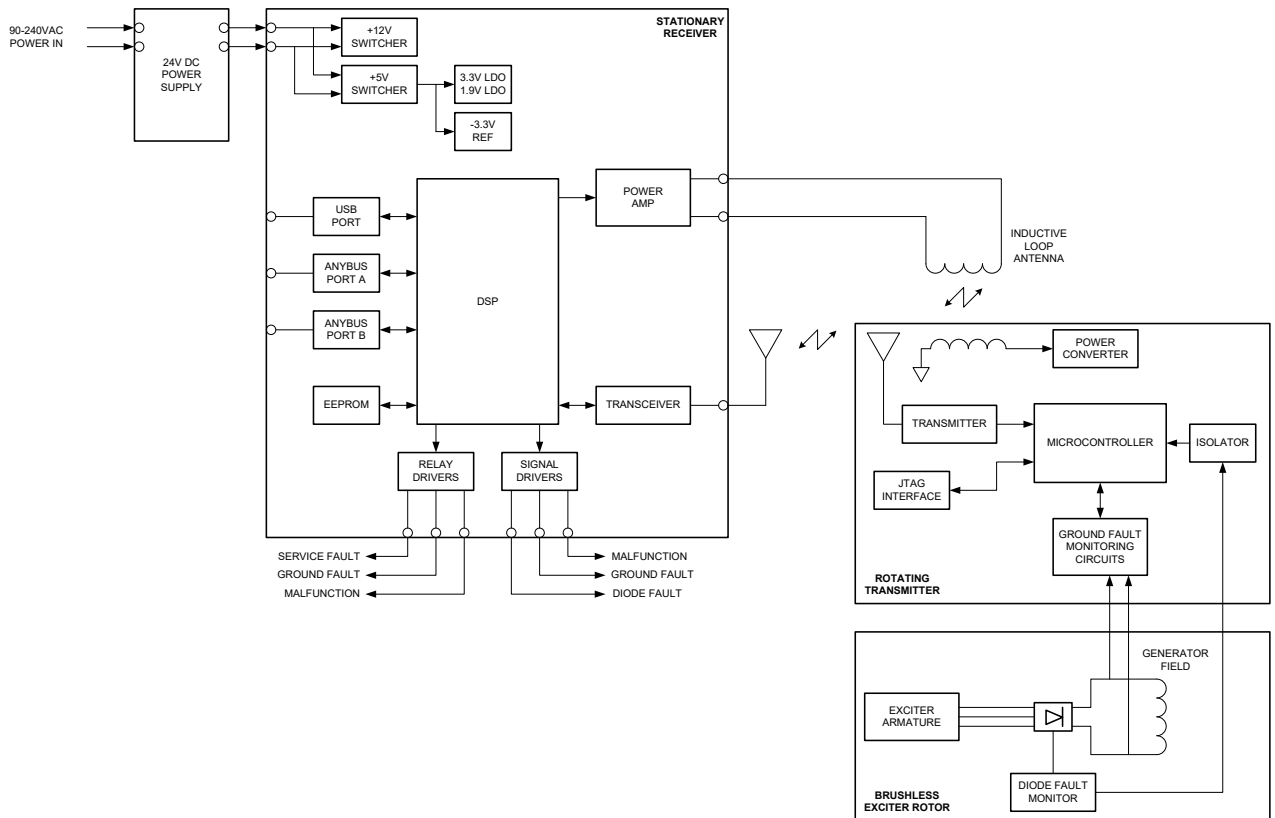 90-240VAC
POWER IN
24V DC
POWER
SUPPLY
STATIONARY
RECEIVER
+12V
SWITCHER
+5V
SWITCHER
3.3V LDO
1.9V LDO
-3.3V
REF
USB
PORT
ANYBUS
PORT A
ANYBUS
PORT B
EEPROM
DSP
POWER
AMP
TRANSCEIVER
RELAY
DRIVERS
SIGNAL
DRIVERS
SERVICE FAULT
GROUND FAULT
MALFUNCTION
MALFUNCTION
GROUND FAULT
DIODE FAULT
INDUCTIVE
LOOP
ANTENNA
POWER
CONVERTER
TRANSMITTER
MICROCONTROLLER
ISOLATOR
JTAG
INTERFACE
GROUND FAULT
MONITORING
CIRCUITS
ROTATING
TRANSMITTER
GENERATOR
FIELD
EXCITER
ARMATURE
DIODE FAULT
MONITOR
BRUSHLESS
EXCITER ROTOR